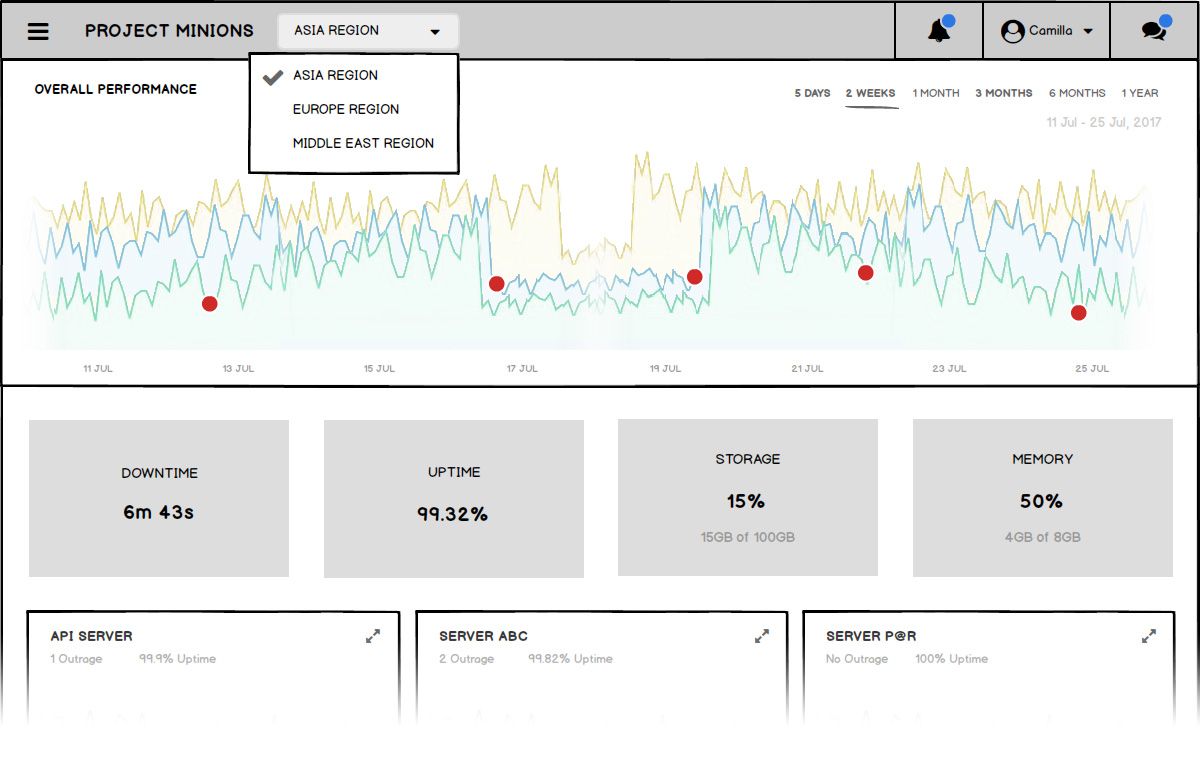 PROJECT MINIONS
ASIA REGION
Camilla
ASIA REGION
EUROPE REGION
MIDDLE EAST REGION
OVERALL PERFORMANCE
5 DAYS 2 WEEKS 1 MONTH 3 MONTHS 6 MONTHS 1 YEAR
11 Jul - 25 Jul, 2017
11 JUL 13 JUL 15 JUL 17 JUL 19 JUL 21 JUL 23 JUL 25 JUL
DOWNTIME
6m 43s
UPTIME
99.32%
STORAGE
15%
15GB of 100GB
MEMORY
50%
4GB of 8GB
API SERVER
1 Outrage 99.9% Uptime
SERVER ABC
2 Outrage 99.82% Uptime
SERVER P@R
No Outrage 100% Uptime